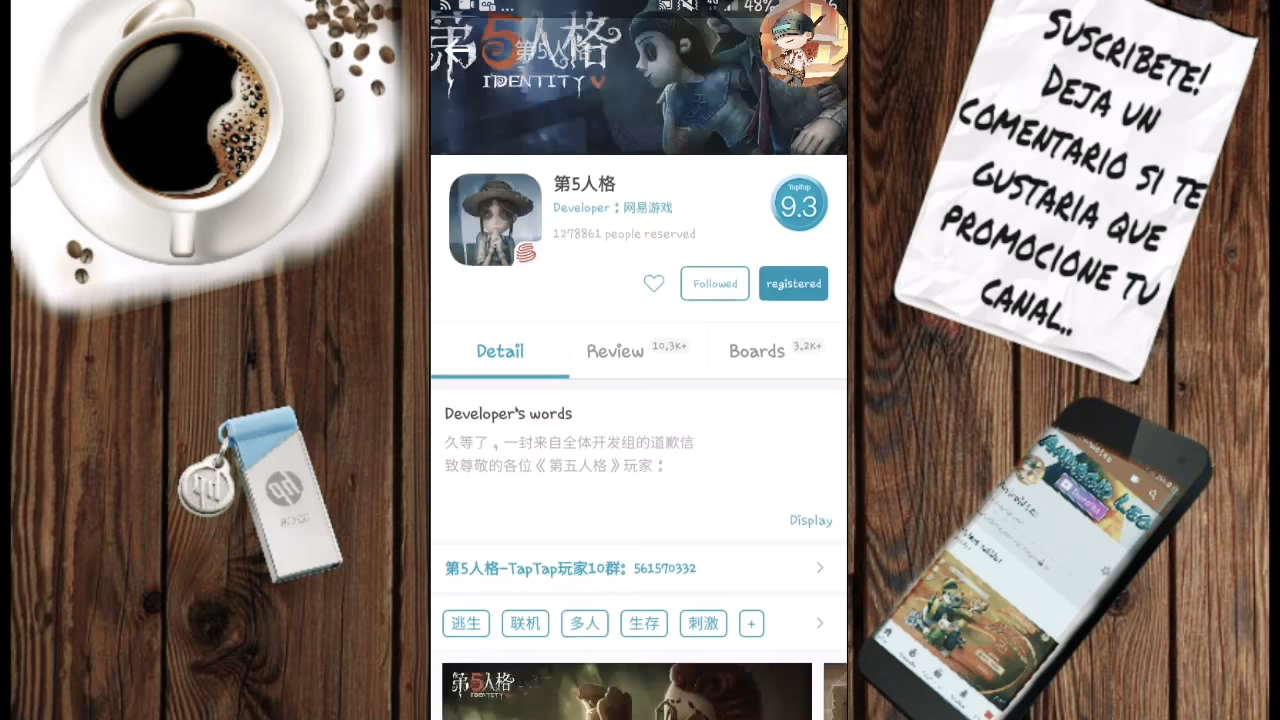 48%
第5人格
IDENTITY V
第5人格
TapTap
9.3
Developer：网易游戏
1278861 people reserved
Followed
registered
Detail
Review 10,3K+
Boards 3,2K+
Developer's words
久等了，一封来自全体开发组的道歉信
致尊敬的各位《第五人格》玩家：
Display
第5人格-TapTap玩家10群：561570332
逃生
联机
多人
生存
刺激
+
第5人格
IDENTITY V
SUSCRIBETE!
DEJA UN
COMENTARIO SI TE
GUSTARIA QUE
PROMOCIONE TU
CANAL..
hp